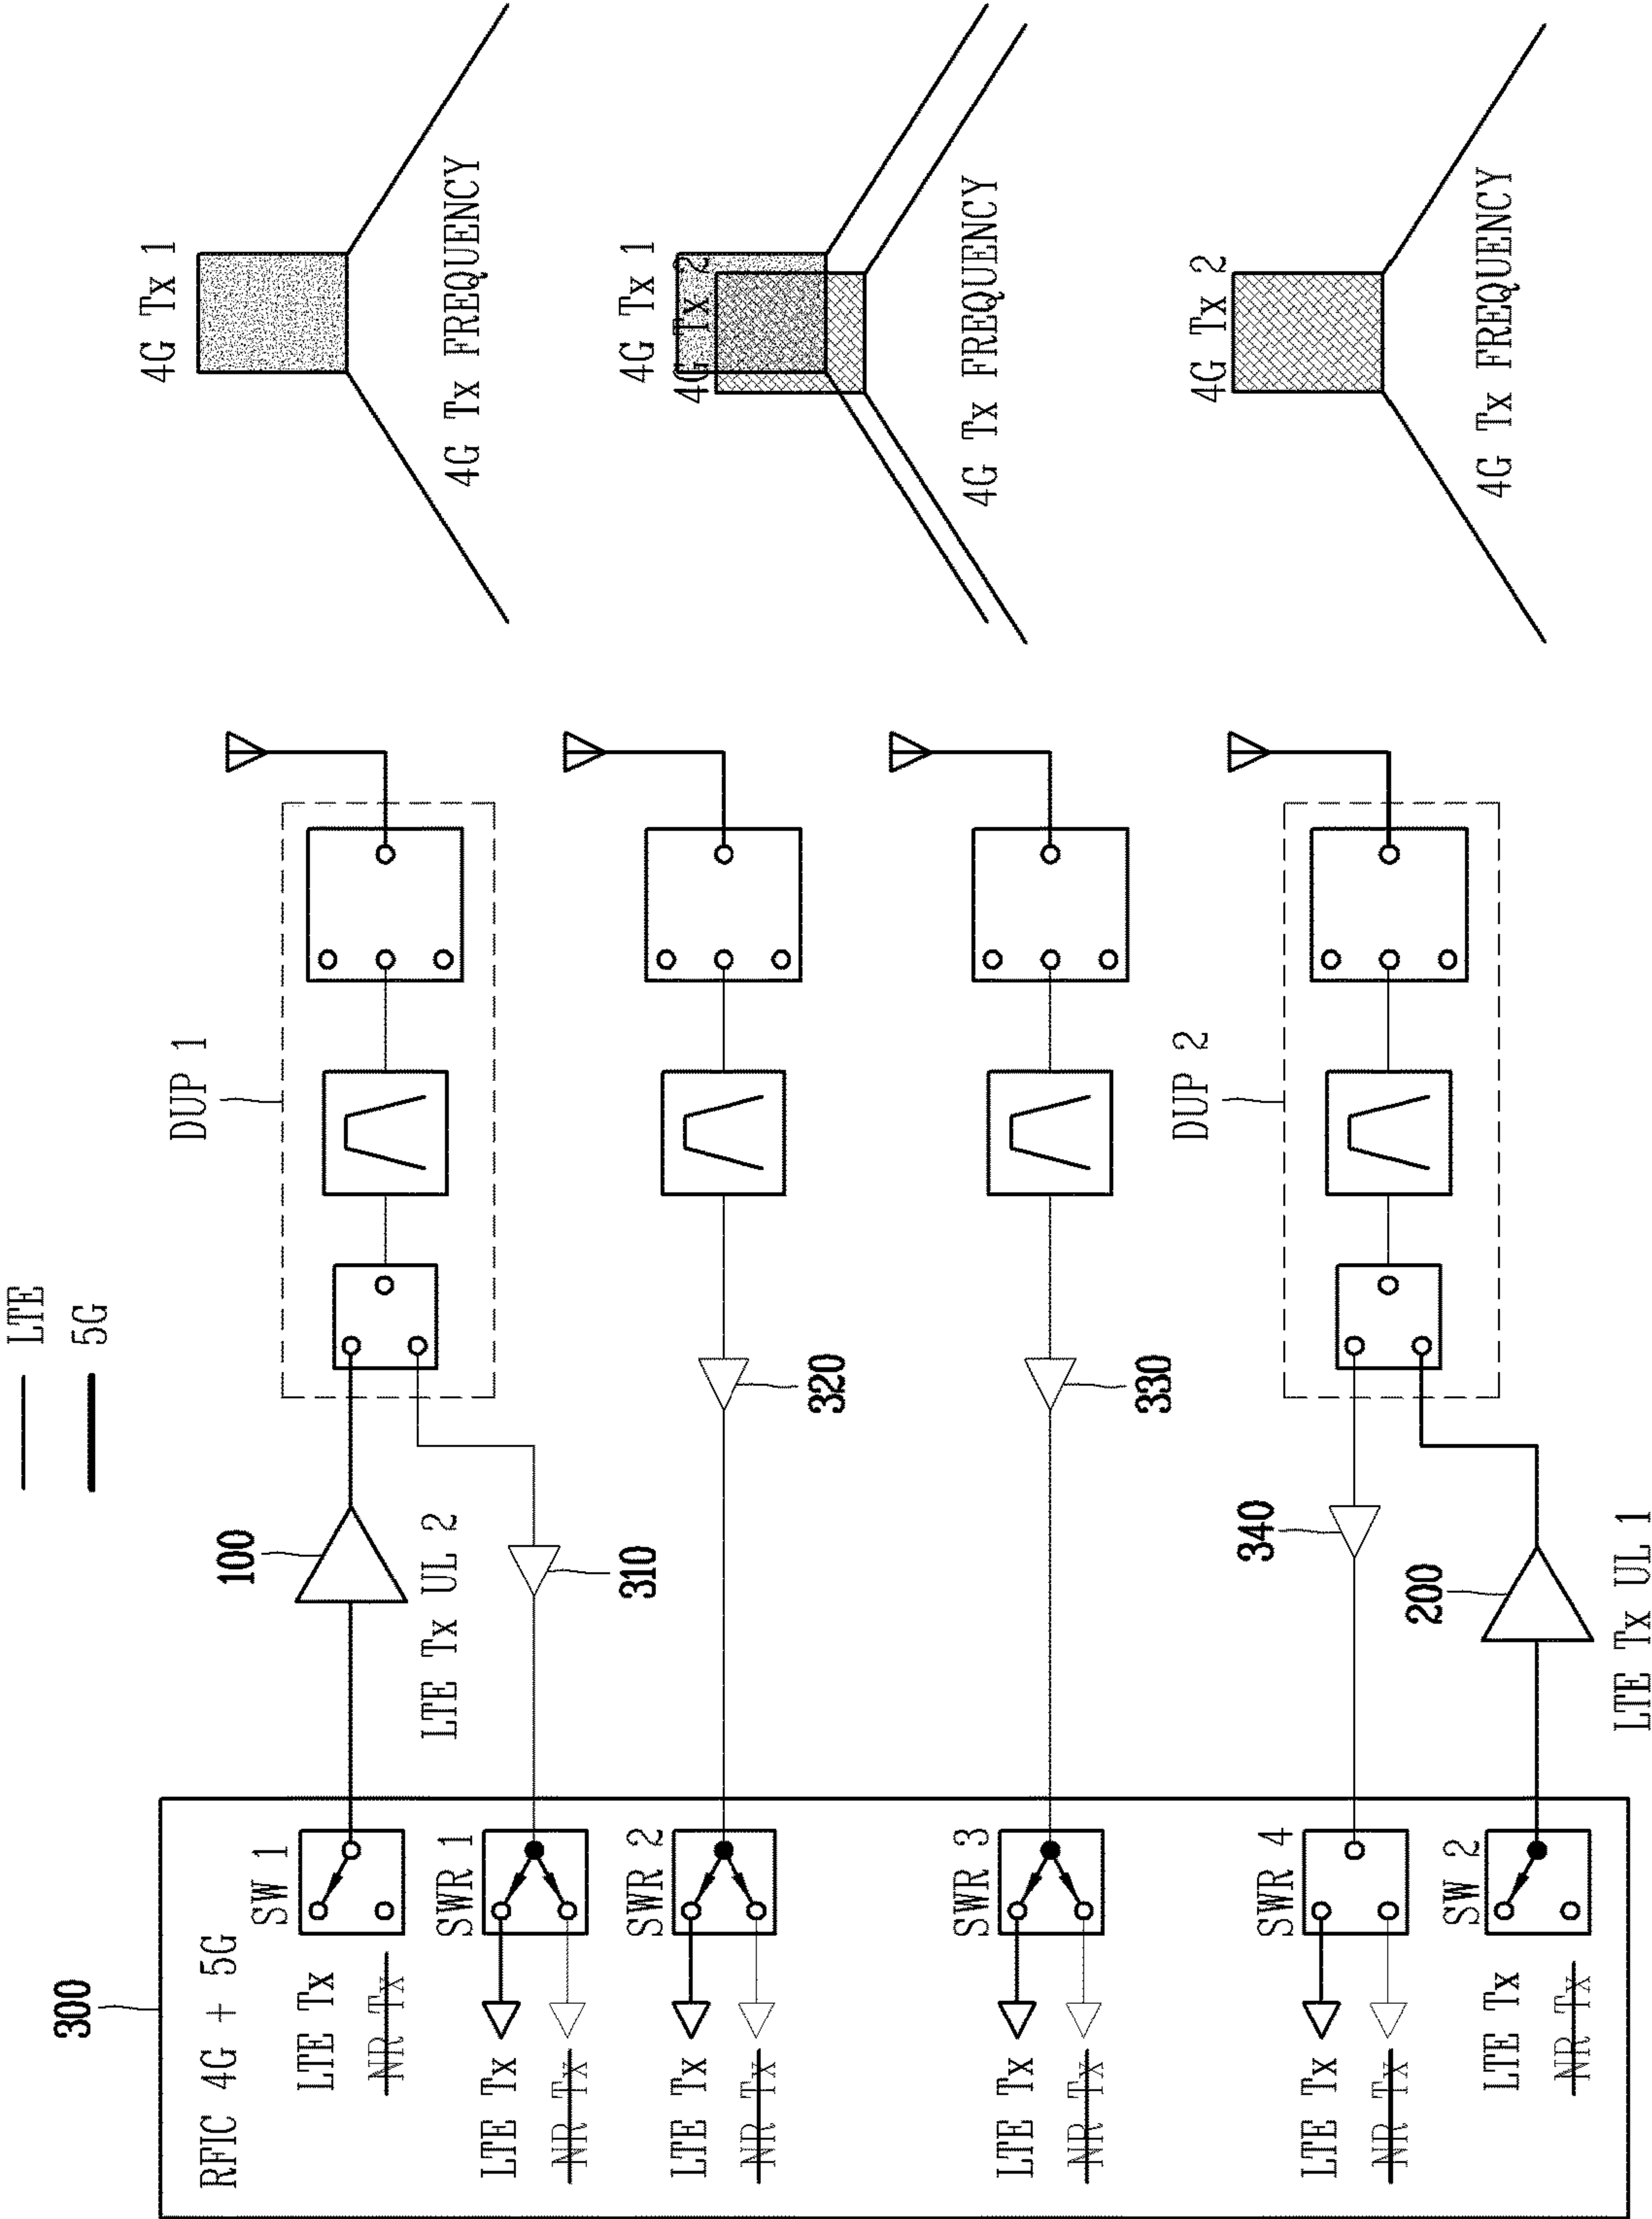 LTE
5G
300
RFIC 4G + 5G
LTE Tx
NR Tx
SW 1
100
LTE Tx UL 2
DUP 1
4G Tx 1
4G Tx FREQUENCY
LTE Tx
NR Tx
SWR 1
310
LTE Tx
NR Tx
SWR 2
320
4G Tx 1
4G Tx 2
4G Tx FREQUENCY
LTE Tx
NR Tx
SWR 3
330
LTE Tx
NR Tx
SWR 4
340
DUP 2
4G Tx 2
4G Tx FREQUENCY
LTE Tx
NR Tx
SW 2
200
LTE Tx UL 1